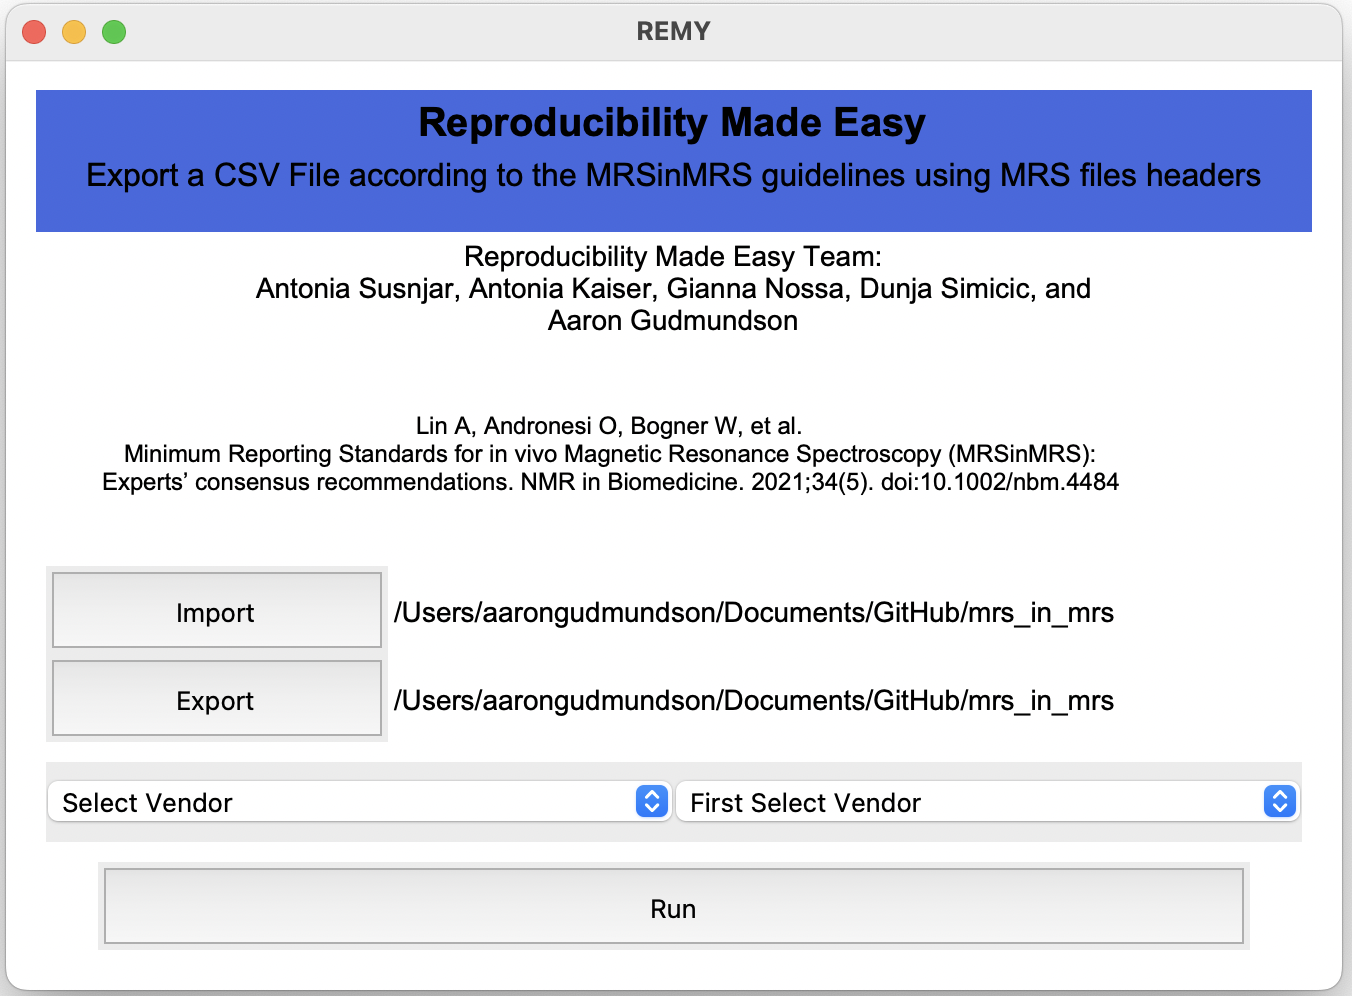 REMY
Reproducibility Made Easy
Export a CSV File according to the MRSinMRS guidelines using MRS files headers
Reproducibility Made Easy Team:
Antonia Susnjar, Antonia Kaiser, Gianna Nossa, Dunja Simicic, and
Aaron Gudmundson
Lin A, Andronesi O, Bogner W, et al.
Minimum Reporting Standards for in vivo Magnetic Resonance Spectroscopy (MRSinMRS):
Experts’ consensus recommendations. NMR in Biomedicine. 2021;34(5). doi:10.1002/nbm.4484
Import /Users/aarongudmundson/Documents/GitHub/mrs_in_mrs
Export /Users/aarongudmundson/Documents/GitHub/mrs_in_mrs
Select Vendor First Select Vendor
Run